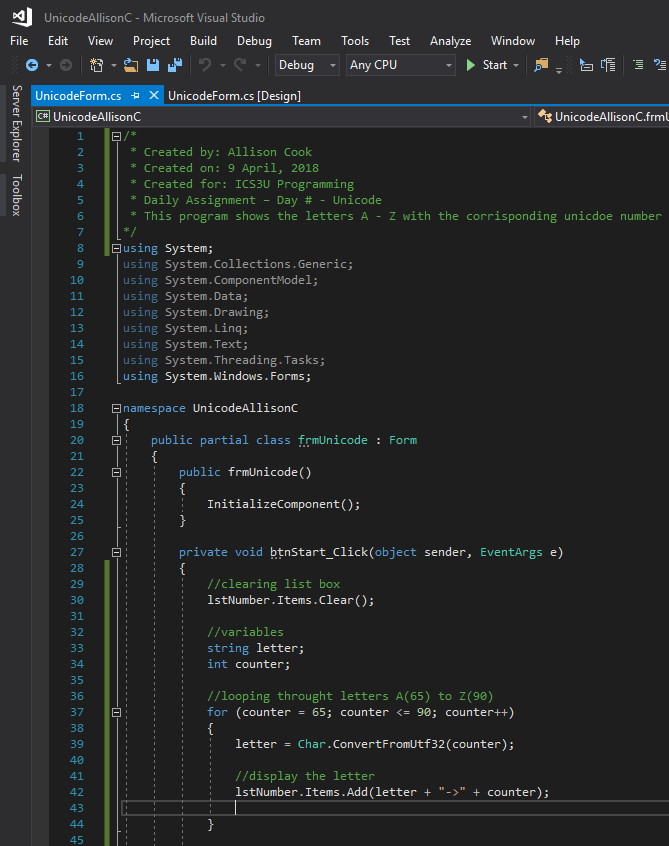 UnicodeAllisonC - Microsoft Visual Studio
File Edit View Project Build Debug Team Tools Test Analyze Window Help
Debug Any CPU Start
UnicodeForm.cs UnicodeForm.cs [Design]
C# UnicodeAllisonC UnicodeAllisonC.frmU
Server Explorer
Toolbox
1 /*
2 * Created by: Allison Cook
3 * Created on: 9 April, 2018
4 * Created for: ICS3U Programming
5 * Daily Assignment – Day # - Unicode
6 * This program shows the letters A - Z with the corrisponding unicdoe number
7 */
8 using System;
9 using System.Collections.Generic;
10 using System.ComponentModel;
11 using System.Data;
12 using System.Drawing;
13 using System.Linq;
14 using System.Text;
15 using System.Threading.Tasks;
16 using System.Windows.Forms;
17
18 namespace UnicodeAllisonC
19 {
20 public partial class frmUnicode : Form
21 {
22 public frmUnicode()
23 {
24 InitializeComponent();
25 }
26
27 private void btnStart_Click(object sender, EventArgs e)
28 {
29 //clearing list box
30 lstNumber.Items.Clear();
31
32 //variables
33 string letter;
34 int counter;
35
36 //looping throught letters A(65) to Z(90)
37 for (counter = 65; counter <= 90; counter++)
38 {
39 letter = Char.ConvertFromUtf32(counter);
40
41 //display the letter
42 lstNumber.Items.Add(letter + "->" + counter);
43
44 }
45